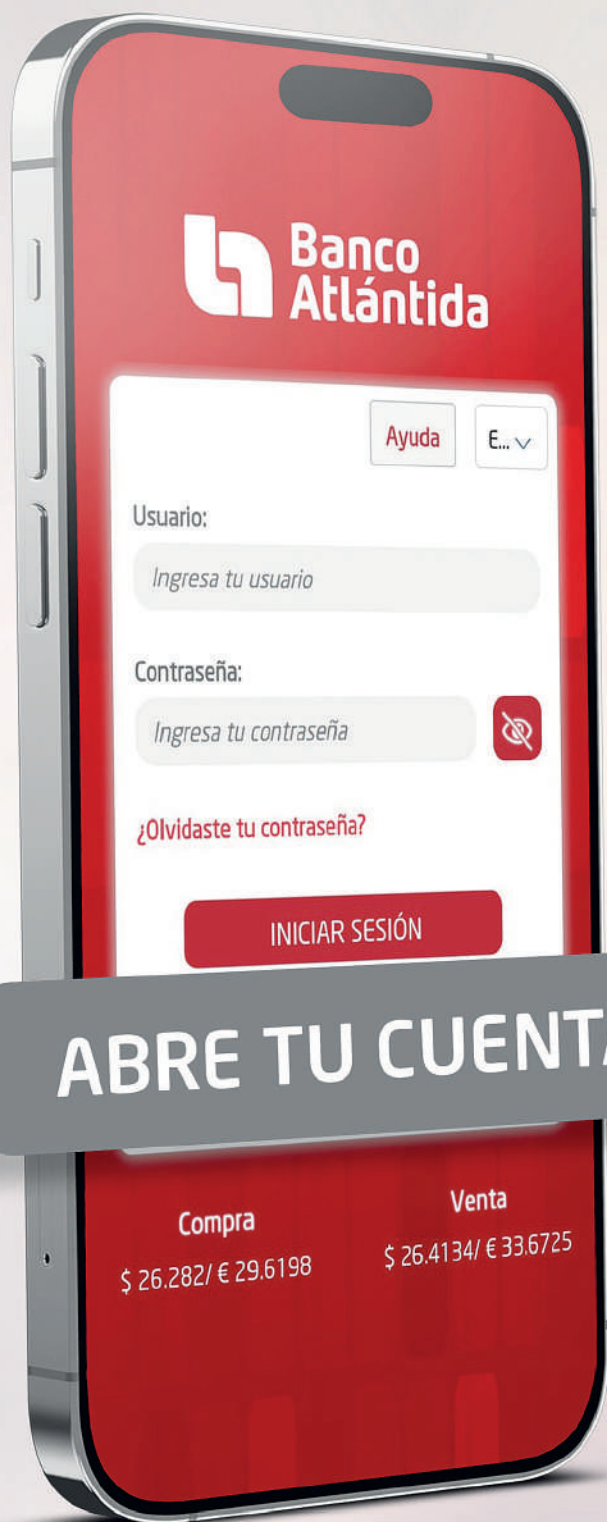 Banco
Atlántida
Ayuda
E...
Usuario:
Ingresa tu usuario
Contraseña:
Ingresa tu contraseña
¿Olvidaste tu contraseña?
INICIAR SESIÓN
ABRE TU CUENTA
Compra
Venta
$ 26.282/ € 29.6198
$ 26.4134/ € 33.6725